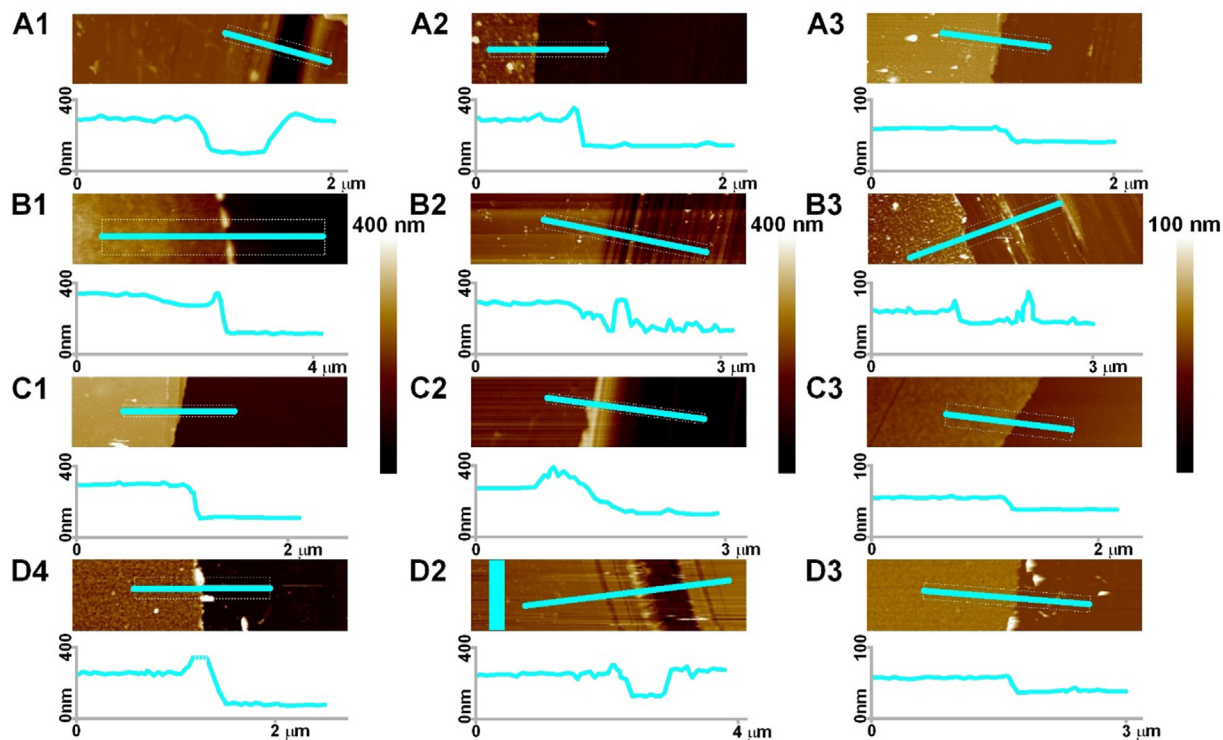 A1 A2 A3
400 400 100
0nm 0nm 0nm
0 2 μm 0 2 μm 0 2 μm
B1 B2 B3
400 nm 400 nm 100 nm
400 400 100
0nm 0nm 0nm
0 4 μm 0 3 μm 0 3 μm
C1 C2 C3
400 400 100
0nm 0nm 0nm
0 2 μm 0 3 μm 0 2 μm
D4 D2 D3
400 400 100
0nm 0nm 0nm
0 2 μm 0 4 μm 0 3 μm